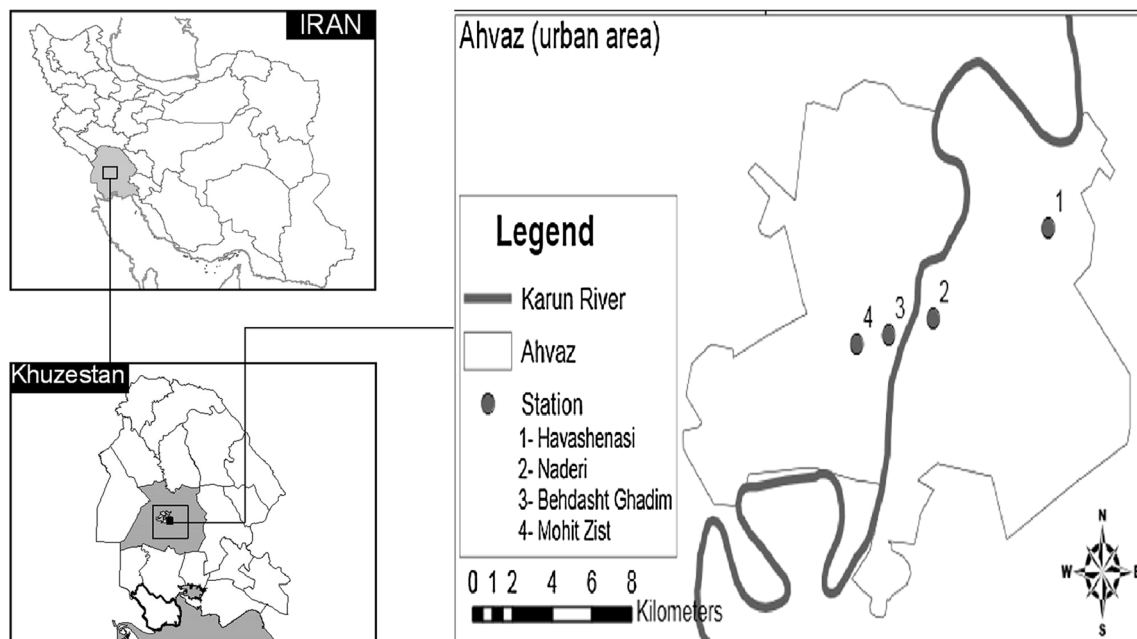 IRAN
Khuzestan
Ahvaz (urban area)
1
2
3
4
Legend
Karun River
Ahvaz
Station
1- Havashenasi
2- Naderi
3- Behdasht Ghadim
4- Mohit Zist
0 1 2 4 6 8
Kilometers
N
W E
S